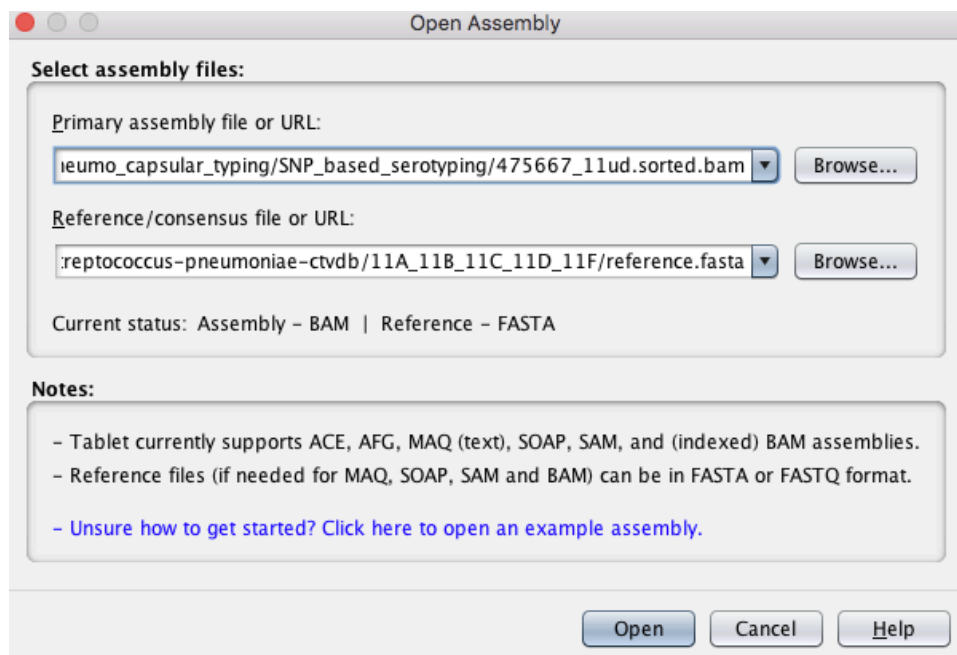 Open Assembly
Select assembly files:
Primary assembly file or URL:
eumo_capsular_typing/SNP_based_serotyping/475667_11ud.sorted.bam
Browse...
Reference/consensus file or URL:
reptococcus-pneumoniae-ctvdb/11A_11B_11C_11D_11F/reference.fasta
Browse...
Current status: Assembly – BAM | Reference – FASTA
Notes:
– Tablet currently supports ACE, AFG, MAQ (text), SOAP, SAM, and (indexed) BAM assemblies.
– Reference files (if needed for MAQ, SOAP, SAM and BAM) can be in FASTA or FASTQ format.
– Unsure how to get started? Click here to open an example assembly.
Open Cancel Help